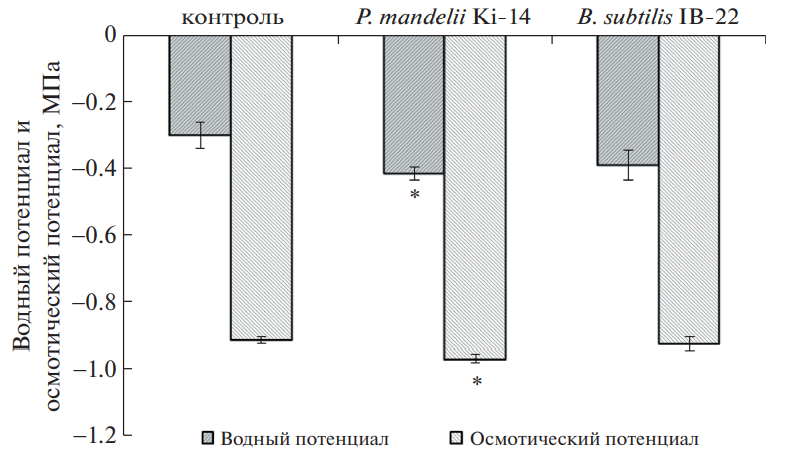 контроль
P. mandelii Ki-14
B. subtilis IB-22
0
–0.2
–0.4
–0.6
–0.8
–1.0
–1.2
Водный потенциал и
осмотический потенциал, МПа
*
*
Водный потенциал
Осмотический потенциал